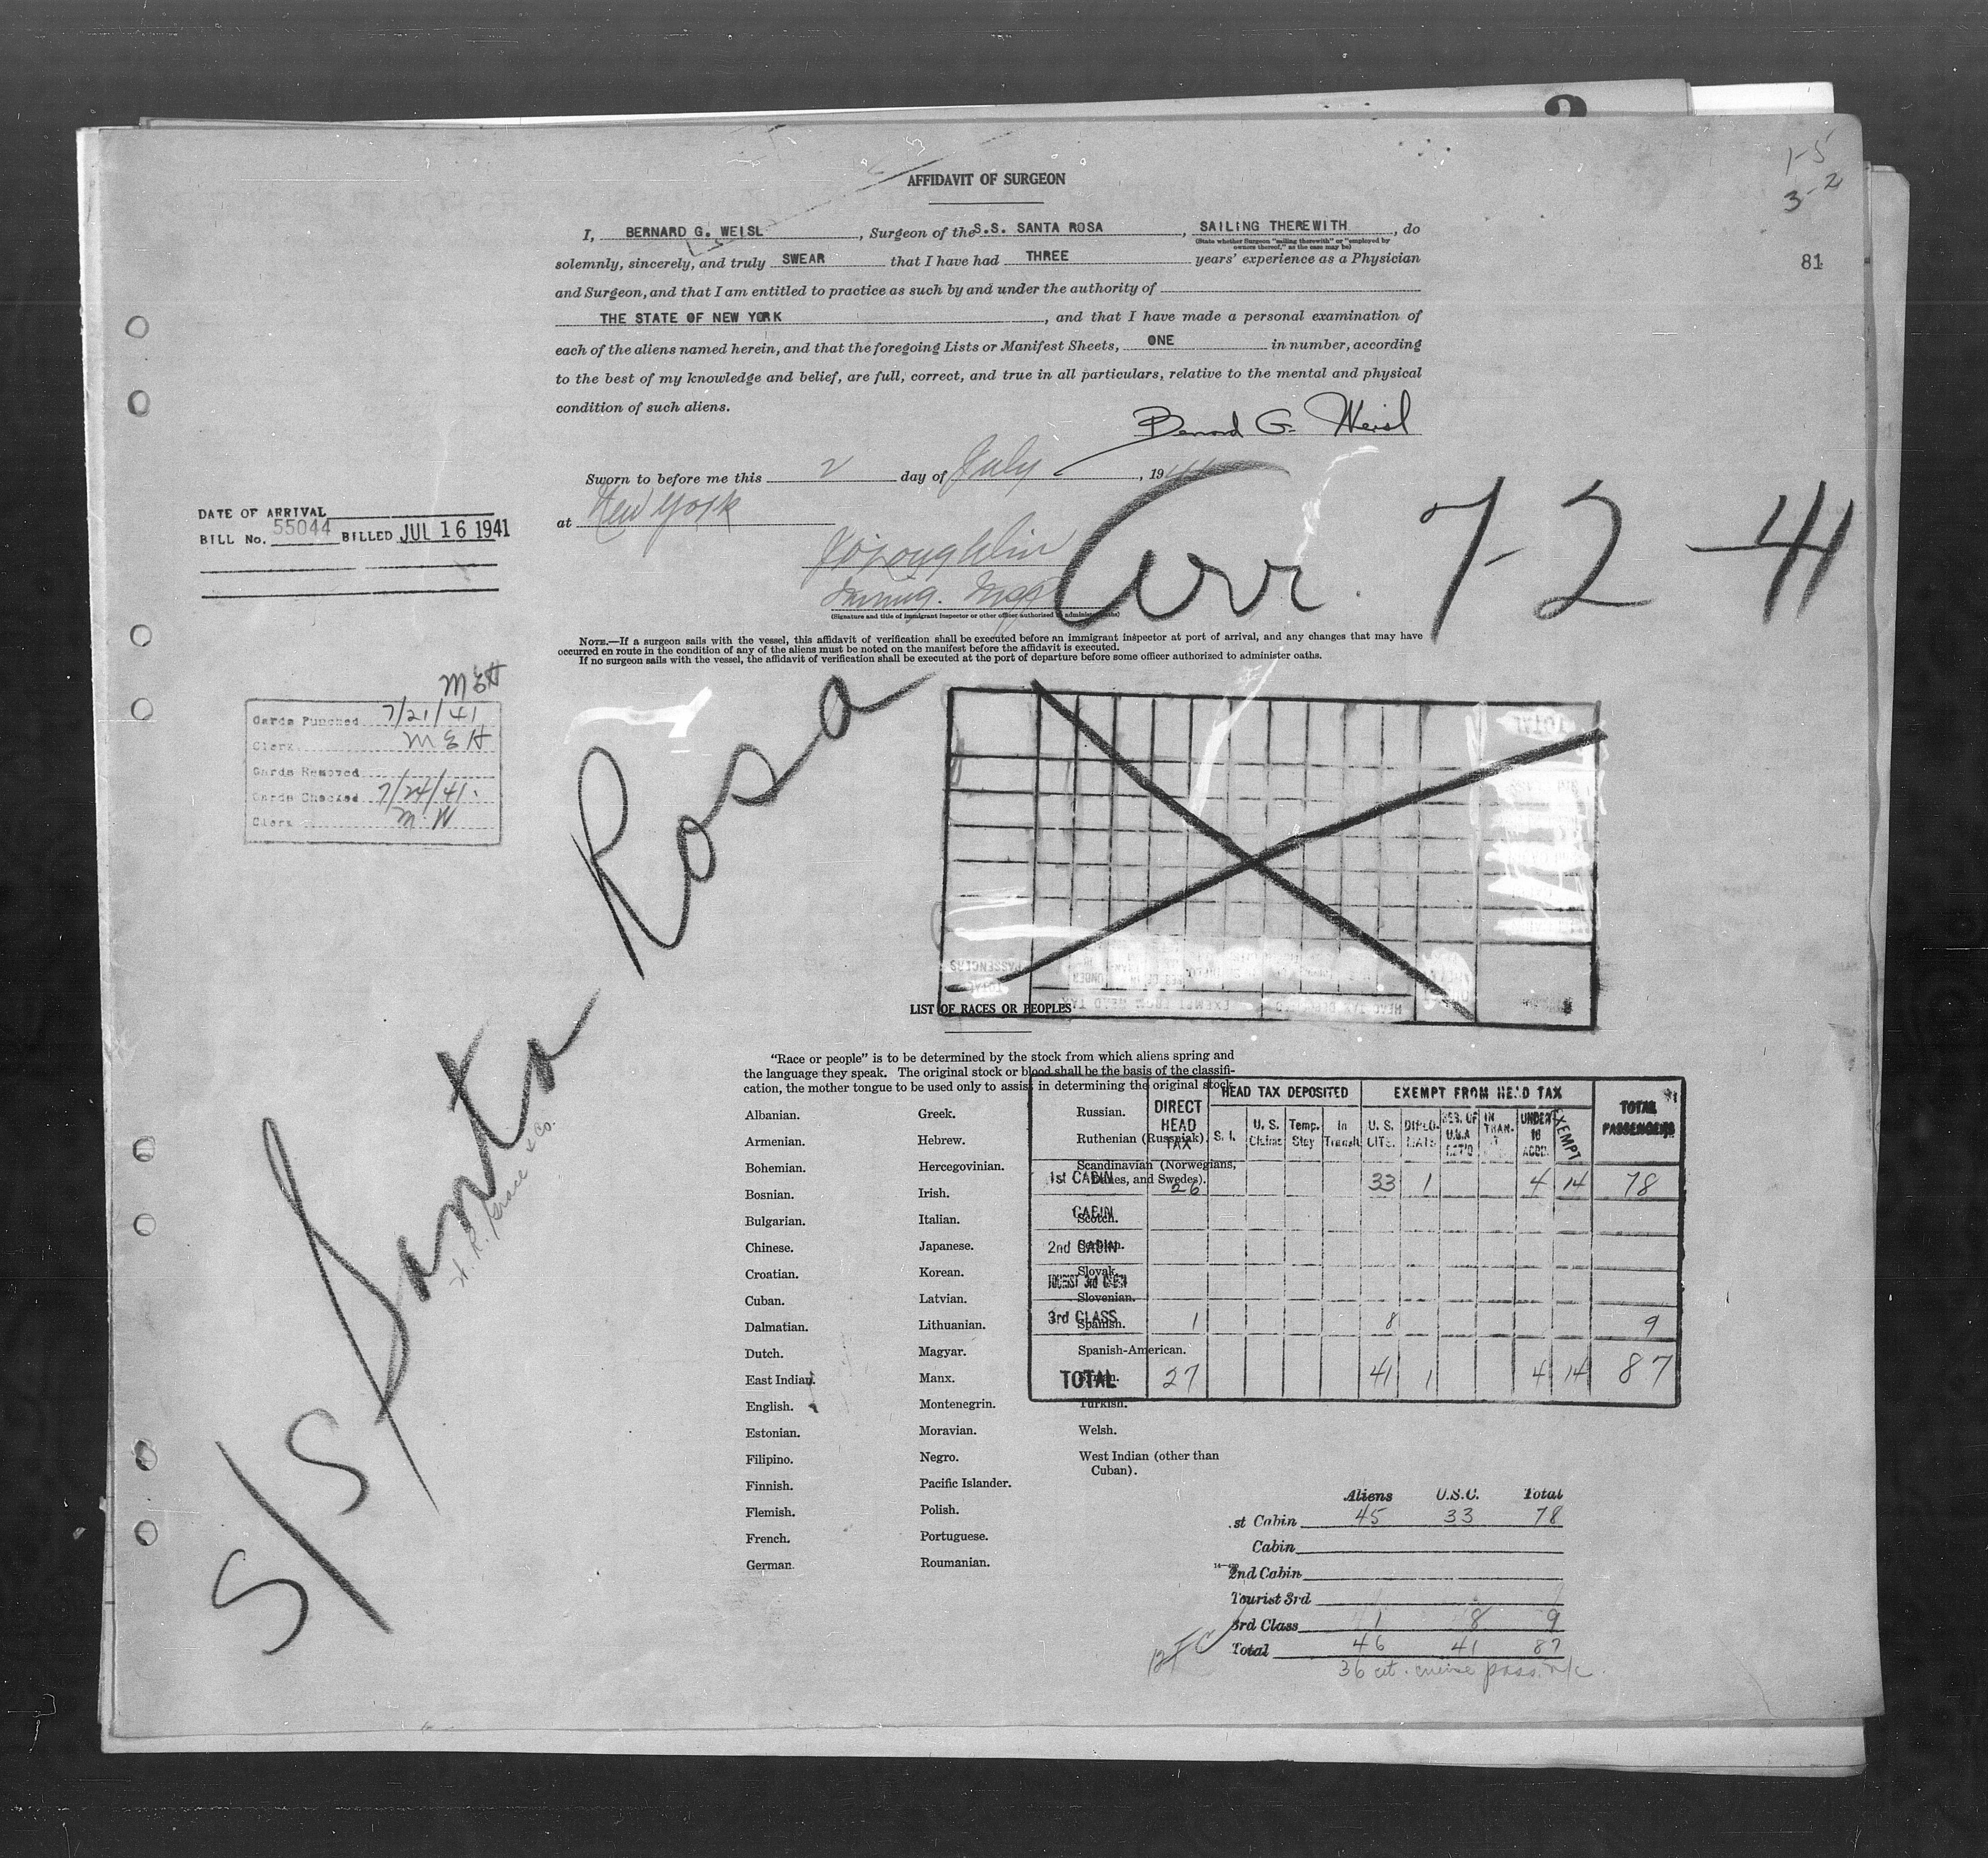 1-5
3-2
81
AFFIDAVIT OF SURGEON
I, BERNARD G. WEISL, Surgeon of the S.S. SANTA ROSA, SAILING THEREWITH, do
(State whether Surgeon "sailing therewith" or "employed by
owners thereof," as the case may be)
solemnly, sincerely, and truly SWEAR that I have had THREE years' experience as a Physician
and Surgeon, and that I am entitled to practice as such by and under the authority of
THE STATE OF NEW YORK, and that I have made a personal examination of
each of the aliens named herein, and that the foregoing Lists or Manifest Sheets, ONE in number, according
to the best of my knowledge and belief, are full, correct, and true in all particulars, relative to the mental and physical
condition of such aliens.
Bernard G. Weisl
Sworn to before me this 2 day of July, 1941
at New York
Immig. Insp
(Signature and title of immigrant inspector or other officer authorized to administer oaths)
Arr. 7-2-41
DATE OF ARRIVAL
BILL No. 55044 BILLED JUL 16 1941
NOTE.—If a surgeon sails with the vessel, this affidavit of verification shall be executed before an immigrant inspector at port of arrival, and any changes that may have
occurred en route in the condition of any of the aliens must be noted on the manifest before the affidavit is executed.
If no surgeon sails with the vessel, the affidavit of verification shall be executed at the port of departure before some officer authorized to administer oaths.
MEH
Cards Punched 7/21/41
Clerk MEH
Cards Removed
Cards Checked 7/24/41.
Clerk M.W
S/S Santa Rosa
Grace & Co.
LIST OF RACES OR PEOPLES
"Race or people" is to be determined by the stock from which aliens spring and
the language they speak. The original stock or blood shall be the basis of the classifi-
cation, the mother tongue to be used only to assist in determining the original stock.
Albanian.
Armenian.
Bohemian.
Bosnian.
Bulgarian.
Chinese.
Croatian.
Cuban.
Dalmatian.
Dutch.
East Indian.
English.
Estonian.
Filipino.
Finnish.
Flemish.
French.
German.
Greek.
Hebrew.
Hercegovinian.
Irish.
Italian.
Japanese.
Korean.
Latvian.
Lithuanian.
Magyar.
Manx.
Montenegrin.
Moravian.
Negro.
Pacific Islander.
Polish.
Portuguese.
Roumanian.
Russian.
Ruthenian (Russniak).
Scandinavian (Norwegians,
Danes, and Swedes).
Scotch.
Slovak.
Slovenian.
Spanish.
Spanish-American.
Turkish.
Welsh.
West Indian (other than
Cuban).
DIRECT HEAD TAX HEAD TAX DEPOSITED EXEMPT FROM HEAD TAX TOTAL PASSENGERS
S. I. U. S. Claims Temp. Stay In Transit U. S. CITS. DIPLO-MATS RES. OF U.S.A. RET'D IN TRAN- UNDER 16 ACCD. EXEMPT
1st CABIN 26 33 1 4 14 78
CABIN
2nd CABIN
TOURIST 3rd CABIN
3rd CLASS 1 8 9
TOTAL 27 41 1 4 14 87
Aliens U.S.C. Total
st Cabin 45 33 78
Cabin
2nd Cabin
Tourist 3rd
3rd Class 1 8 9
Total 46 41 87
36 cit. cruise pass.